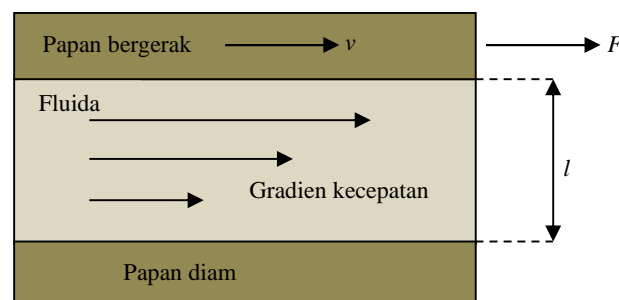 Papan bergerak v F
Fluida
Gradien kecepatan l
Papan diam